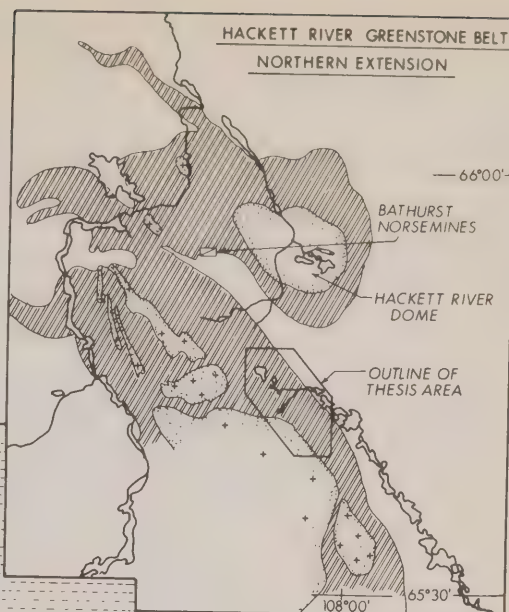 HACKETT RIVER GREENSTONE BELT
NORTHERN EXTENSION
66°00'
BATHURST
NORSEMINES
HACKETT RIVER
DOME
OUTLINE OF
THESIS AREA
108°00'
65°30'